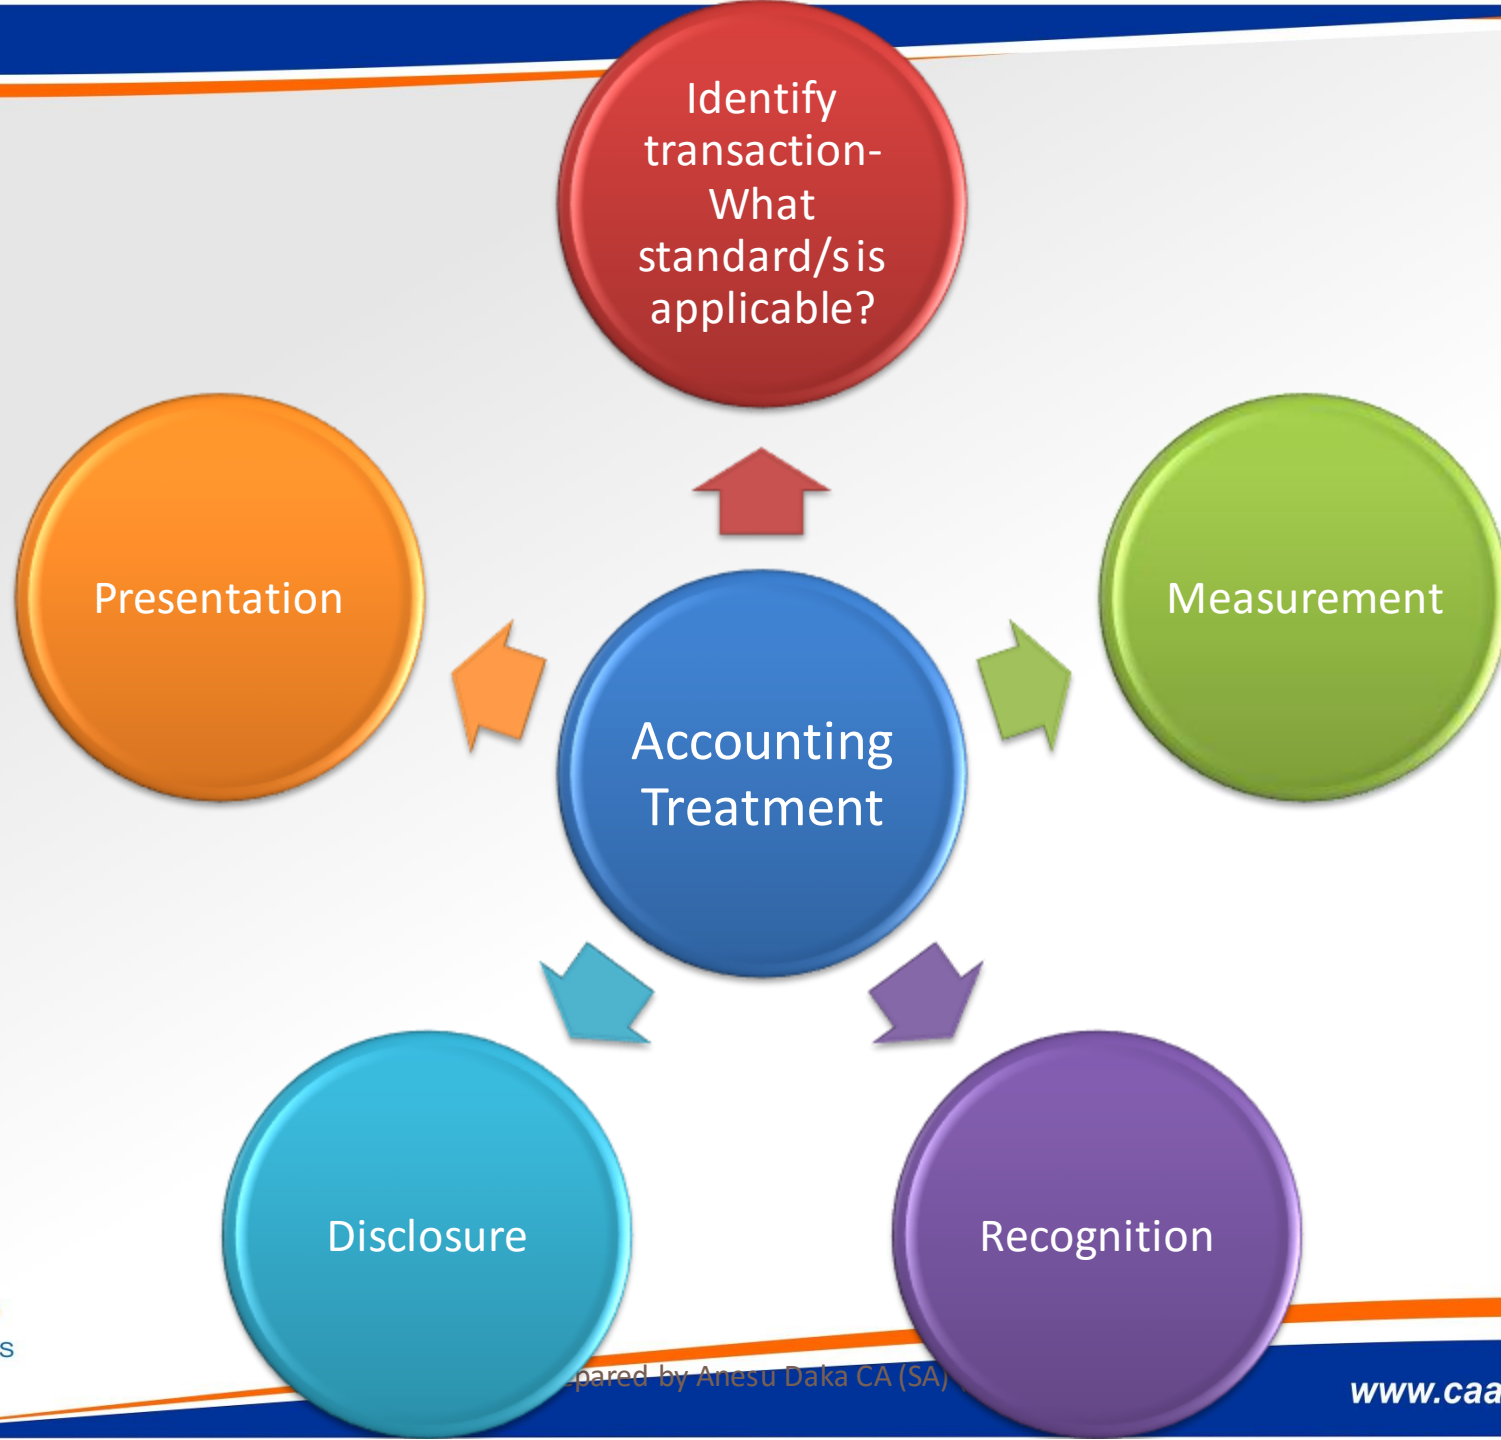 Identify
transaction-
What
standard/s is
applicable?
Presentation
Measurement
Accounting
Treatment
Disclosure
Recognition
S
epared by Anesu Daka CA (SA)
www.caa